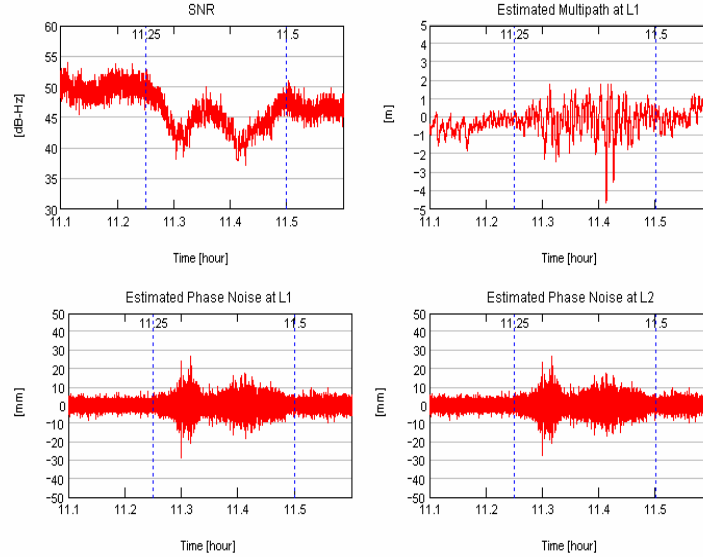 SNR
11.25 11.5
60
55
50
45
40
35
30
[dB-Hz]
11.1 11.2 11.3 11.4 11.5
Time [hour]
Estimated Multipath at L1
11.25 11.5
5
4
3
2
1
0
-1
-2
-3
-4
-5
[m]
11.1 11.2 11.3 11.4 11.5
Time [hour]
Estimated Phase Noise at L1
11.25 11.5
50
40
30
20
10
0
-10
-20
-30
-40
-50
[mm]
11.1 11.2 11.3 11.4 11.5
Time [hour]
Estimated Phase Noise at L2
11.25 11.5
50
40
30
20
10
0
-10
-20
-30
-40
-50
[mm]
11.1 11.2 11.3 11.4 11.5
Time [hour]